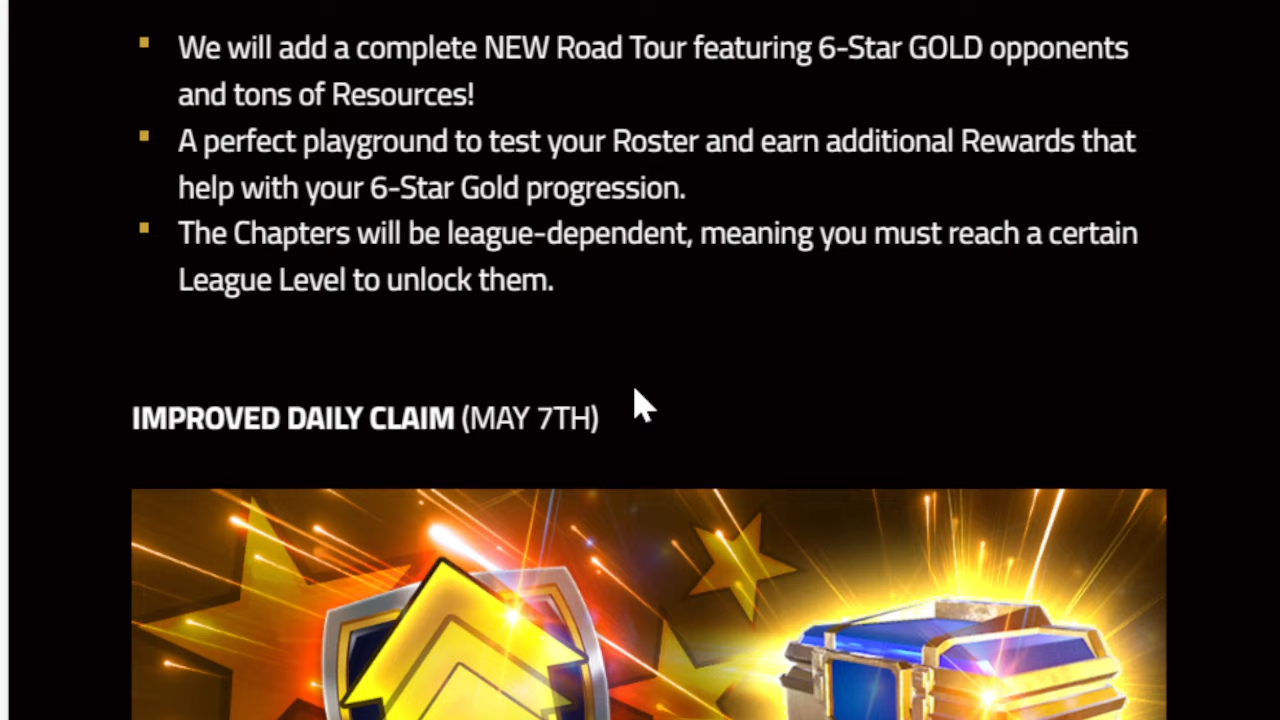 We will add a complete NEW Road Tour featuring 6-Star GOLD opponents
and tons of Resources!
A perfect playground to test your Roster and earn additional Rewards that
help with your 6-Star Gold progression.
The Chapters will be league-dependent, meaning you must reach a certain
League Level to unlock them.
IMPROVED DAILY CLAIM (MAY 7TH)